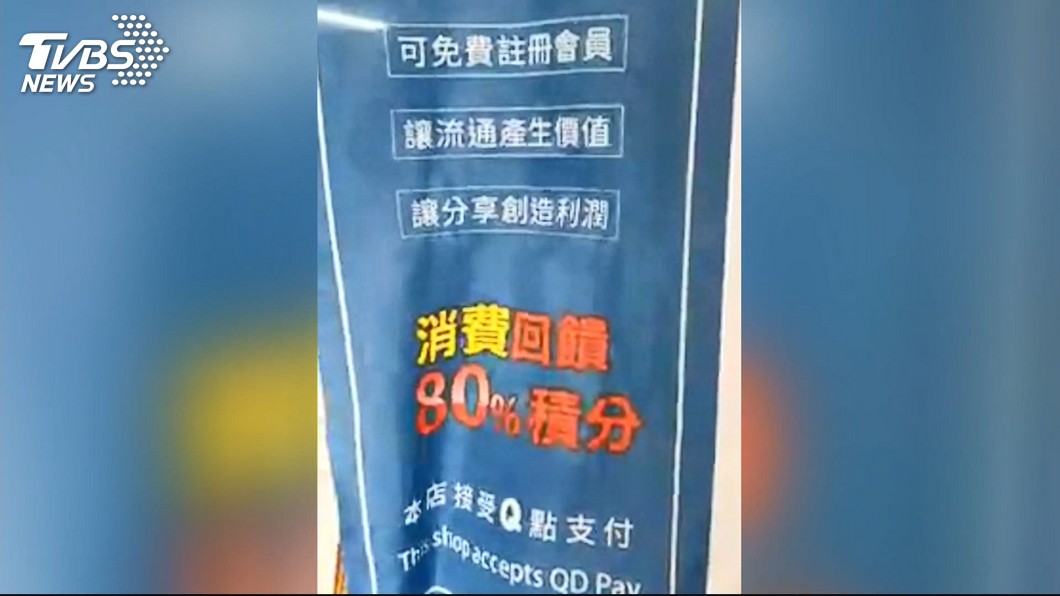 TVBS
NEWS
可免費註冊會員
讓流通產生價值
讓分享創造利潤
消費回饋
80%積分
本店接受Q點支付
This shop accepts QD Pay